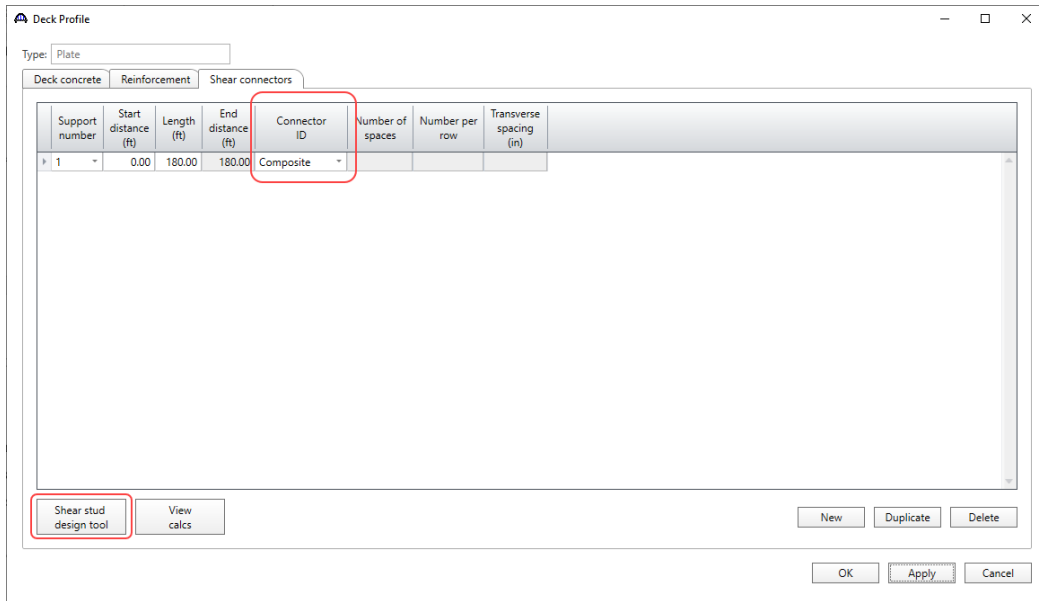 Deck Profile
Type: Plate
Deck concrete Reinforcement Shear connectors
Support number Start distance (ft) Length (ft) End distance (ft) Connector ID Number of spaces Number per row Transverse spacing (in)
1 0.00 180.00 180.00 Composite
Shear stud design tool View calcs New Duplicate Delete
OK Apply Cancel